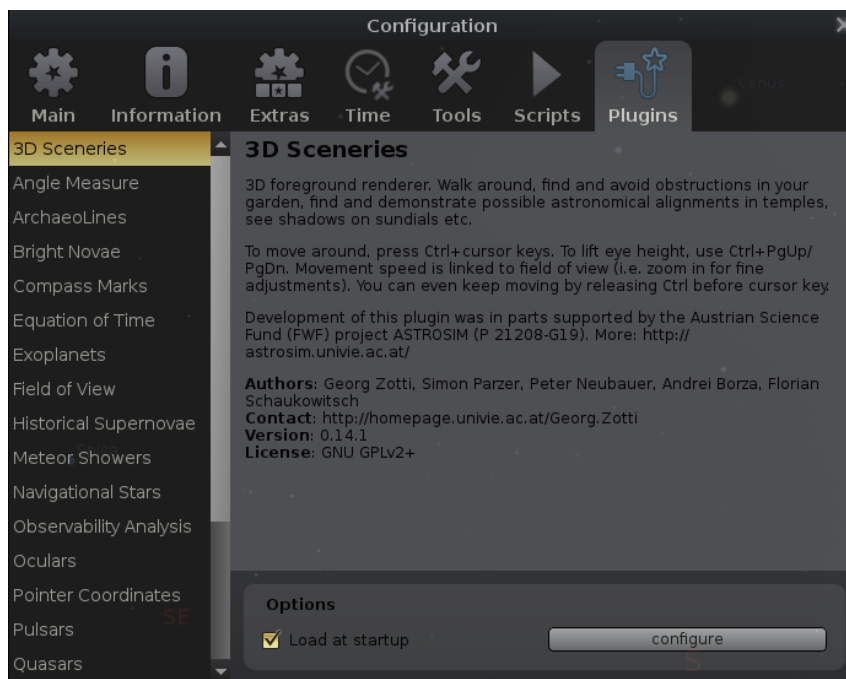 Configuration
Main
Information
Extras
Time
Tools
Scripts
Plugins
Venus
3D Sceneries
Angle Measure
ArchaeoLines
Bright Novae
Compass Marks
Equation of Time
Exoplanets
Field of View
Historical Supernovae
Meteor Showers
Navigational Stars
Observability Analysis
Oculars
Pointer Coordinates
SE
Pulsars
Quasars
3D Sceneries
3D foreground renderer. Walk around, find and avoid obstructions in your
garden, find and demonstrate possible astronomical alignments in temples,
see shadows on sundials etc.
To move around, press Ctrl+cursor keys. To lift eye height, use Ctrl+PgUp/
PgDn. Movement speed is linked to field of view (i.e. zoom in for fine
adjustments). You can even keep moving by releasing Ctrl before cursor key.
Development of this plugin was in parts supported by the Austrian Science
Fund (FWF) project ASTROSIM (P 21208-G19). More: http://
astrosim.univie.ac.at/
Authors: Georg Zotti, Simon Parzer, Peter Neubauer, Andrei Borza, Florian
Schaukowitsch
Contact: http://homepage.univie.ac.at/Georg.Zotti
Version: 0.14.1
License: GNU GPLv2+
Options
Load at startup
configure
S